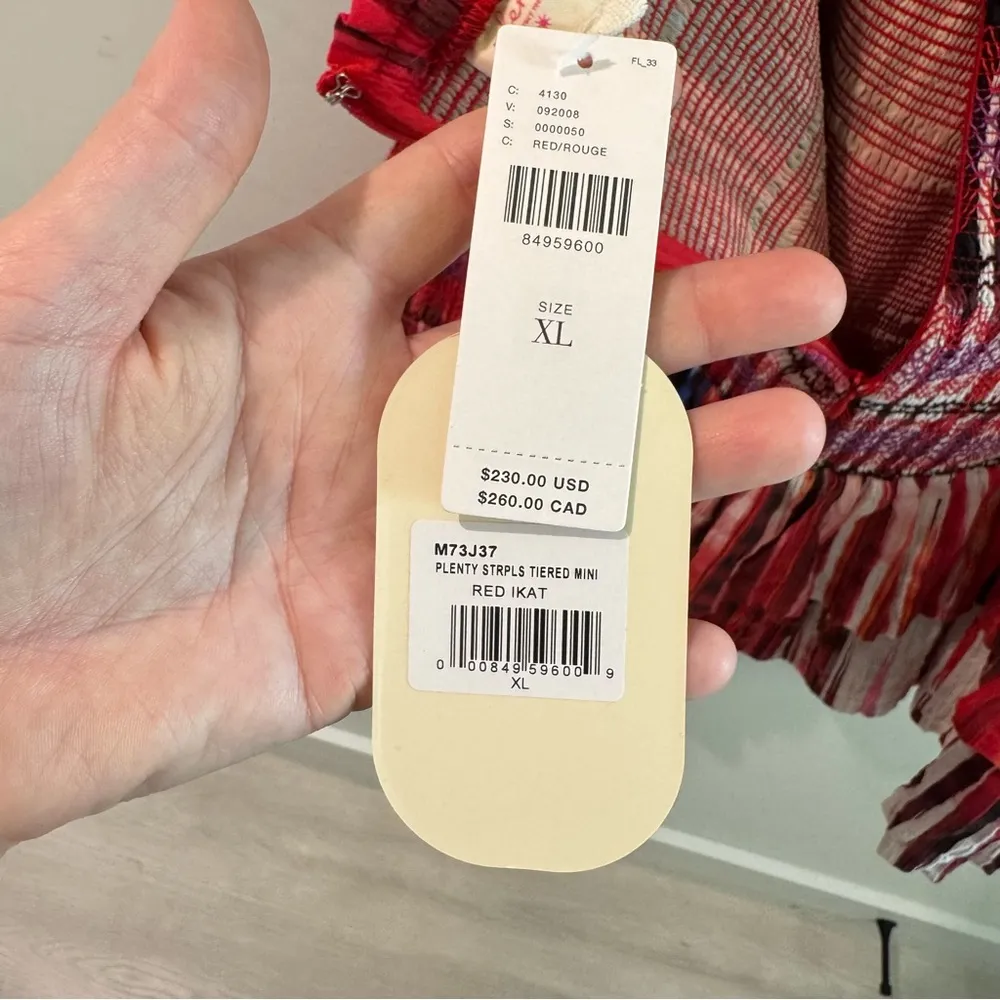 FL_33
C: 4130
V: 092008
S: 0000050
C: RED/ROUGE
84959600
SIZE
XL
$230.00 USD
$260.00 CAD
M73J37
PLENTY STRPLS TIERED MINI
RED IKAT
0 00849 59600 9
XL